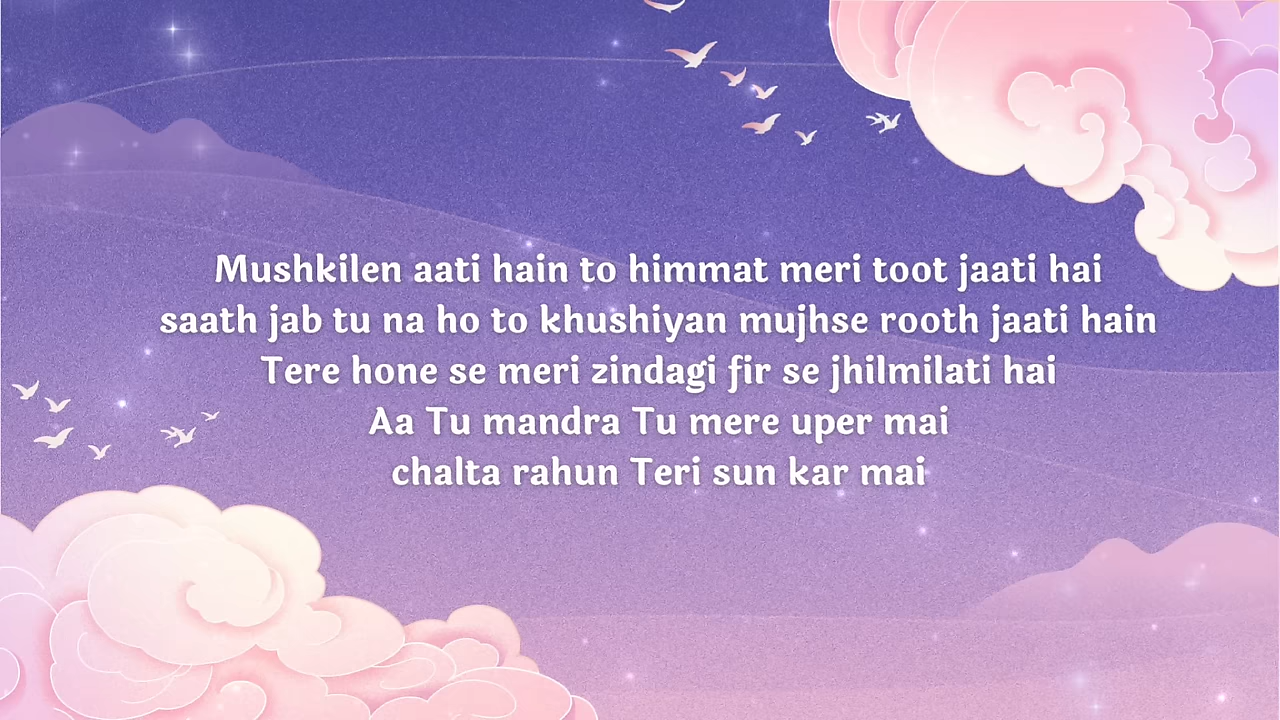 Mushkilen aati hain to himmat meri toot jaati hai
saath jab tu na ho to khushiyan mujhse rooth jaati hain
Tere hone se meri zindagi fir se jhilmilati hai
Aa Tu mandra Tu mere uper mai
chalta rahun Teri sun kar mai